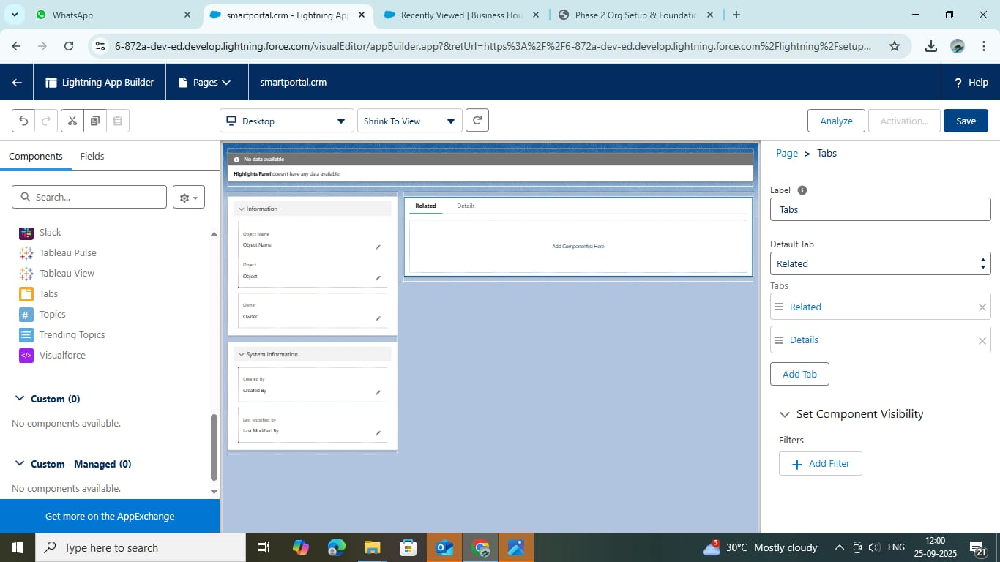 WhatsApp
smartportal.crm - Lightning App
Recently Viewed | Business Hou
Phase 2 Org Setup & Foundatio
6-872a-dev-ed.develop.lightning.force.com/visualEditor/appBuilder.app?&retUrl=https%3A%2F%2F6-872a-dev-ed.develop.lightning.force.com%2Flightning%2Fsetup...
Lightning App Builder
Pages
smartportal.crm
? Help
Desktop
Shrink To View
Analyze
Activation...
Save
Components
Fields
Search...
Slack
Tableau Pulse
Tableau View
Tabs
# Topics
Trending Topics
</> Visualforce
Custom (0)
No components available.
Custom - Managed (0)
No components available.
Get more on the AppExchange
No data available
Highlights Panel doesn't have any data available.
Information
Object Name
Object Name
Object
Object
Owner
Owner
System Information
Created By
Created By
Last Modified By
Last Modified By
Related
Details
Add Component(s) Here
Page > Tabs
Label
Tabs
Default Tab
Related
Tabs
Related
Details
Add Tab
Set Component Visibility
Filters
Add Filter
Type here to search
5
30°C Mostly cloudy
ENG
12:00
25-09-2025
21